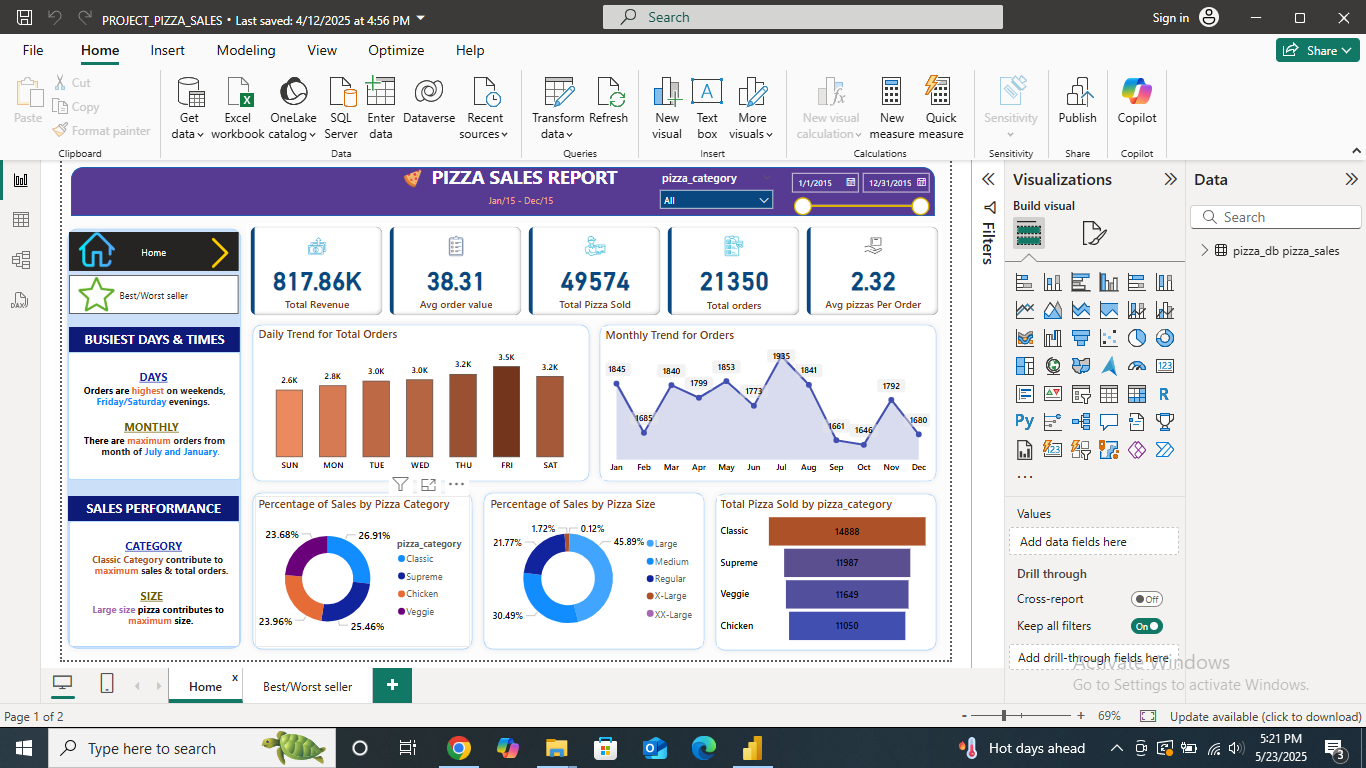 PROJECT_PIZZA_SALES • Last saved: 4/12/2025 at 4:56 PM
Search
Sign in
File Home Insert Modeling View Optimize Help
Share
Paste
Cut
Copy
Format painter
Clipboard
Get data
Excel workbook
OneLake catalog
SQL Server
Enter data
Dataverse
Recent sources
Data
Transform data
Refresh
Queries
New visual
Text box
More visuals
Insert
New visual calculation
New measure
Quick measure
Calculations
Sensitivity
Sensitivity
Publish
Share
Copilot
Copilot
PIZZA SALES REPORT
Jan/15 - Dec/15
pizza_category
All
1/1/2015
12/31/2015
Home
Best/Worst seller
BUSIEST DAYS & TIMES
DAYS
Orders are highest on weekends,
Friday/Saturday evenings.
MONTHLY
There are maximum orders from
month of July and January.
SALES PERFORMANCE
CATEGORY
Classic Category contribute to
maximum sales & total orders.
SIZE
Large size pizza contributes to
maximum size.
817.86K
Total Revenue
38.31
Avg order value
49574
Total Pizza Sold
21350
Total orders
2.32
Avg pizzas Per Order
Daily Trend for Total Orders
2.6K 2.8K 3.0K 3.0K 3.2K 3.5K 3.2K
SUN MON TUE WED THU FRI SAT
Monthly Trend for Orders
1845 1685 1840 1799 1853 1773 1935 1841 1661 1646 1792 1680
Jan Feb Mar Apr May Jun Jul Aug Sep Oct Nov Dec
Percentage of Sales by Pizza Category
23.68%
26.91%
23.96%
25.46%
pizza_category
Classic
Supreme
Chicken
Veggie
Percentage of Sales by Pizza Size
1.72%
0.12%
21.77%
45.89%
30.49%
Large
Medium
Regular
X-Large
XX-Large
Total Pizza Sold by pizza_category
Classic 14888
Supreme 11987
Veggie 11649
Chicken 11050
Filters
Visualizations
Build visual
123
R
Py
123
Values
Add data fields here
Drill through
Cross-report Off
Keep all filters On
Add drill-through fields here
Data
Search
pizza_db pizza_sales
DAX
Activate Windows
Go to Settings to activate Windows.
Home x
Best/Worst seller
+
Page 1 of 2
- + 69%
Update available (click to download)
Type here to search
Hot days ahead
5:21 PM
5/23/2025
3